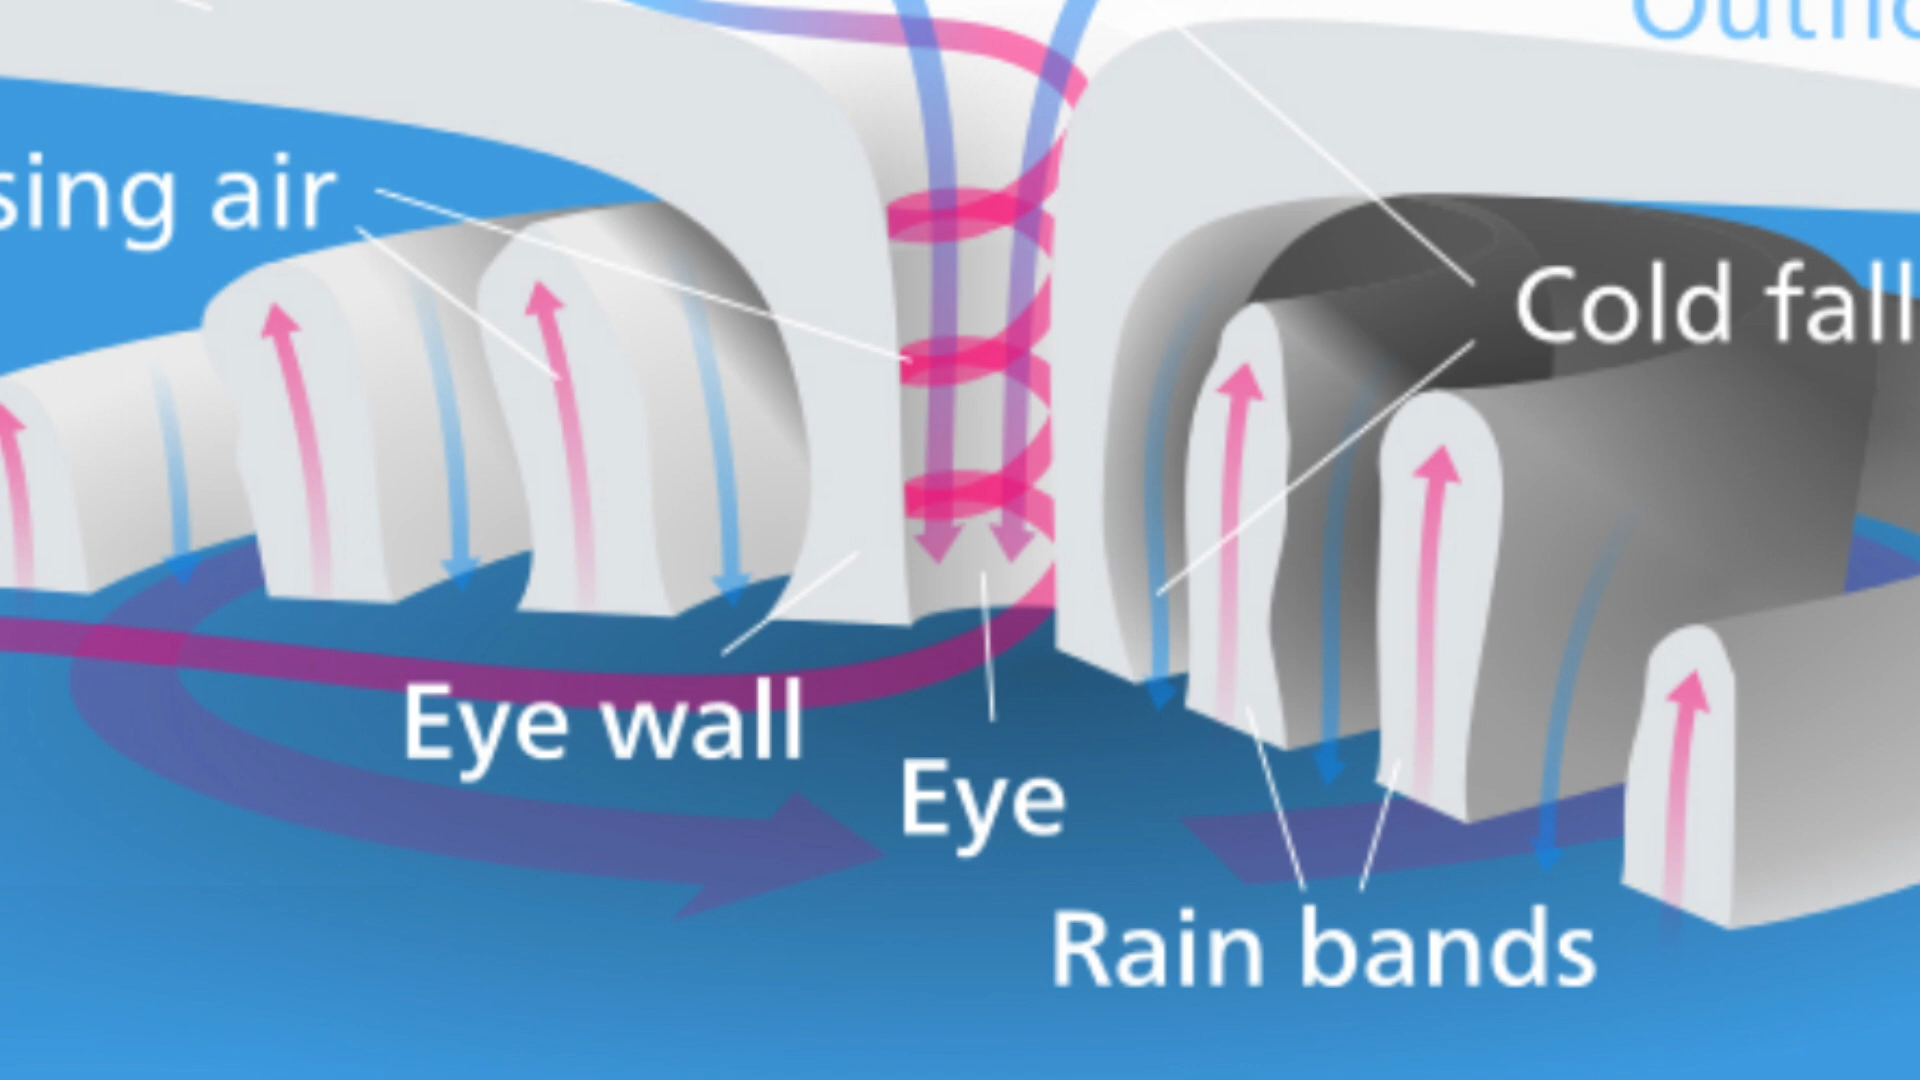 sing air
Cold fall
Eye wall
Eye
Rain bands